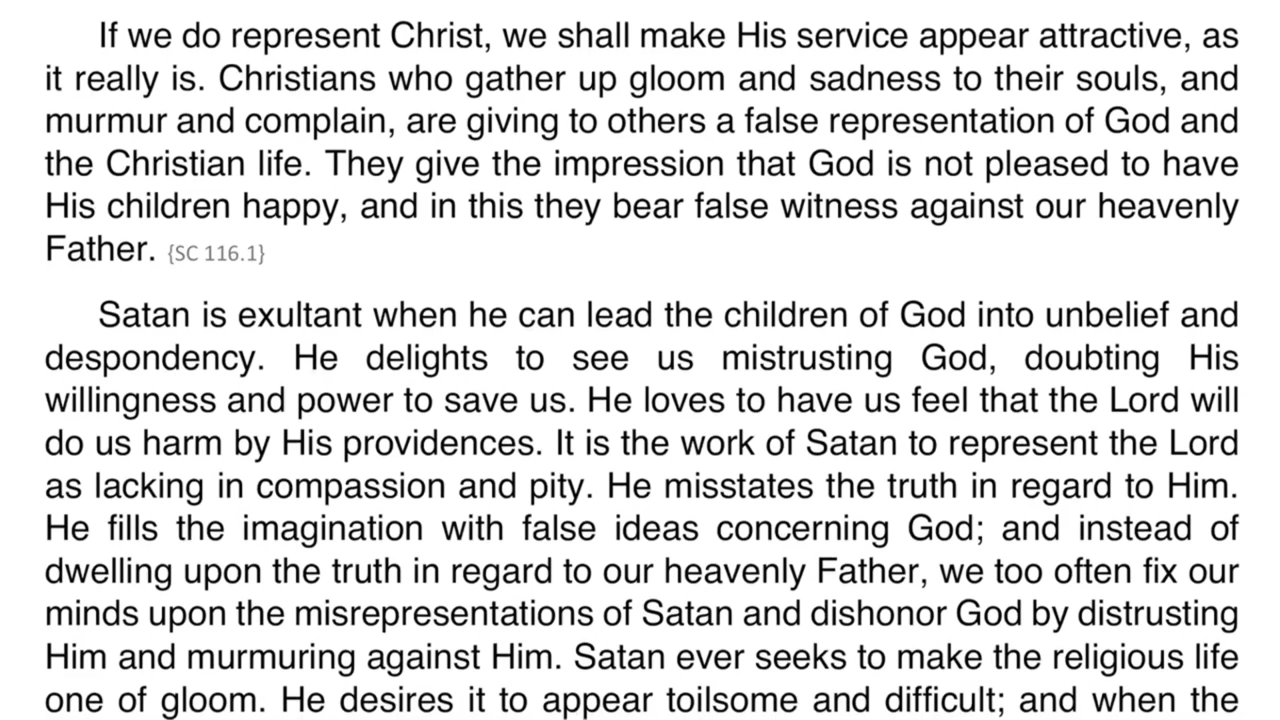 If we do represent Christ, we shall make His service appear attractive, as
it really is. Christians who gather up gloom and sadness to their souls, and
murmur and complain, are giving to others a false representation of God and
the Christian life. They give the impression that God is not pleased to have
His children happy, and in this they bear false witness against our heavenly
Father. {SC 116.1}
Satan is exultant when he can lead the children of God into unbelief and
despondency. He delights to see us mistrusting God, doubting His
willingness and power to save us. He loves to have us feel that the Lord will
do us harm by His providences. It is the work of Satan to represent the Lord
as lacking in compassion and pity. He misstates the truth in regard to Him.
He fills the imagination with false ideas concerning God; and instead of
dwelling upon the truth in regard to our heavenly Father, we too often fix our
minds upon the misrepresentations of Satan and dishonor God by distrusting
Him and murmuring against Him. Satan ever seeks to make the religious life
one of gloom. He desires it to appear toilsome and difficult; and when the